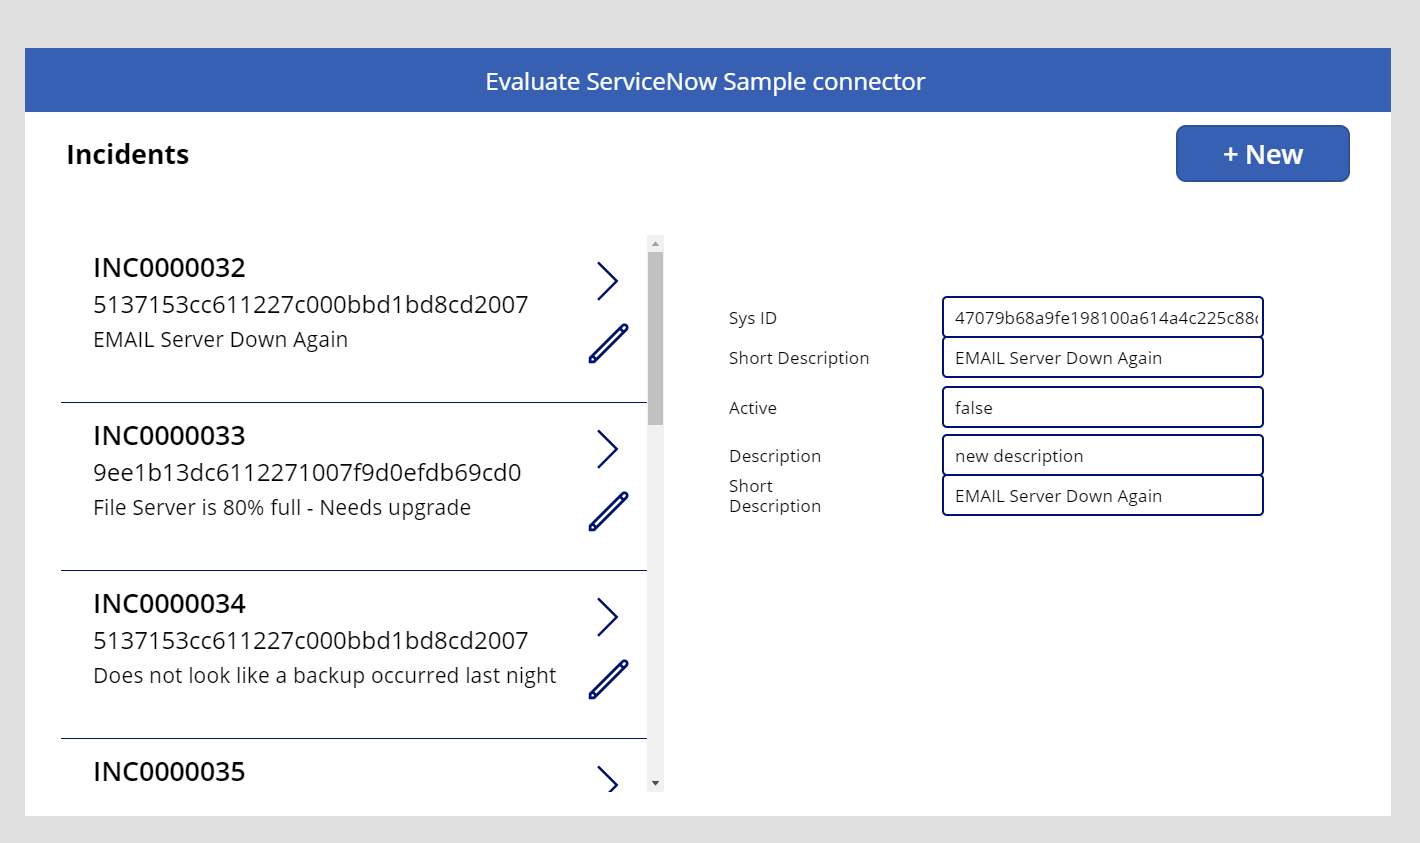 Evaluate ServiceNow Sample connector
Incidents
+ New
INC0000032
5137153cc611227c000bbd1bd8cd2007
EMAIL Server Down Again
INC0000033
9ee1b13dc6112271007f9d0efdb69cd0
File Server is 80% full - Needs upgrade
INC0000034
5137153cc611227c000bbd1bd8cd2007
Does not look like a backup occurred last night
INC0000035
Sys ID
47079b68a9fe198100a614a4c225c88
Short Description
EMAIL Server Down Again
Active
false
Description
new description
Short
Description
EMAIL Server Down Again